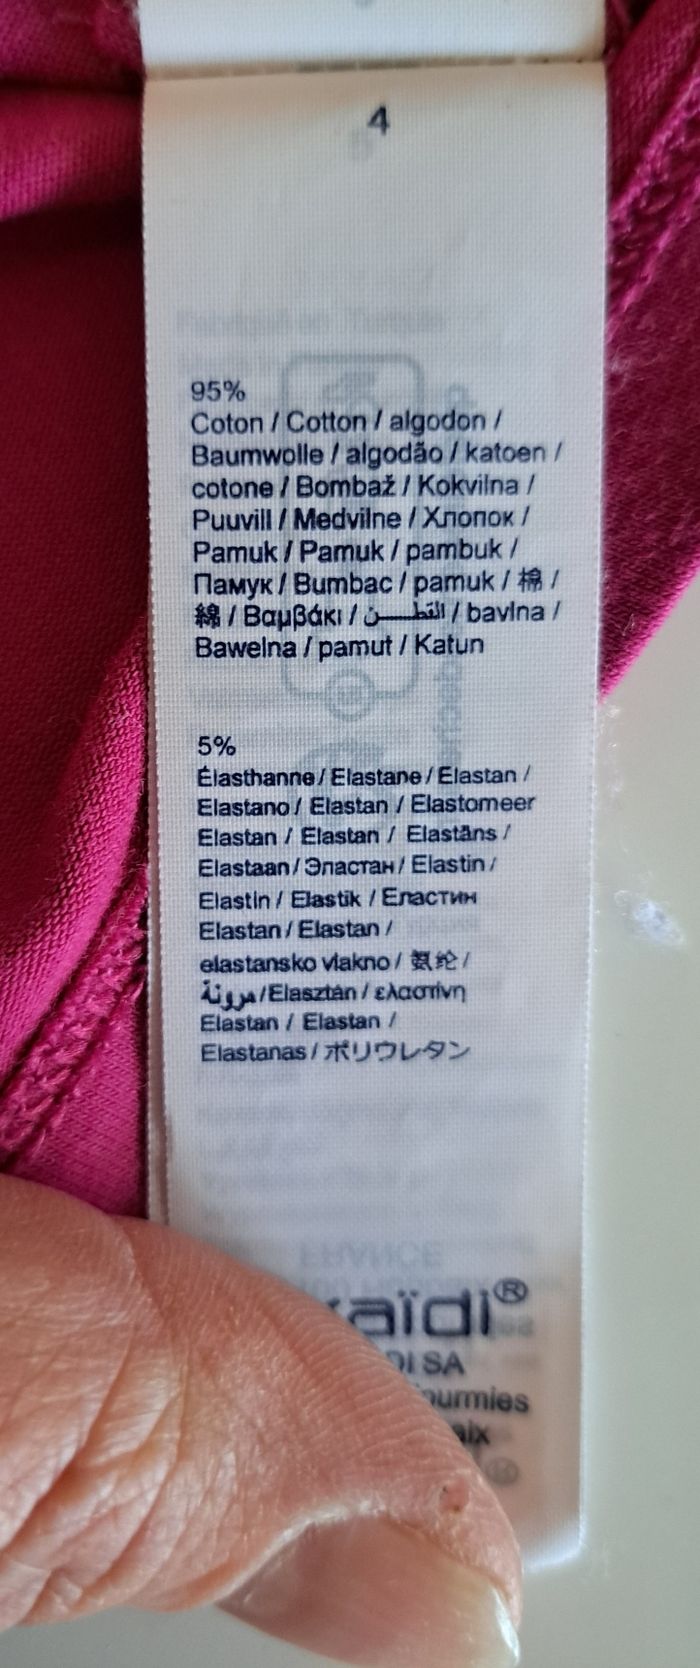 4
95%
Coton / Cotton / algodon /
Baumwolle / algodão / katoen /
cotone / Bombaž / Kokvilna /
Puuvill / Medvilne / Хлопок /
Pamuk / Pamuk / pambuk /
Памук / Bumbac / pamuk / 棉 /
綿 / Βαμβάκι / القطــــن / bavlna /
Bawelna / pamut / Katun
5%
Élasthanne / Elastane / Elastan /
Elastano / Elastan / Elastomeer
Elastan / Elastan / Elastāns /
Elastaan / Эластан / Elastin /
Elastin / Elastik / Еластин
Elastan / Elastan /
elastansko vlakno / 氨纶 /
مرونة / Elasztán / ελαστίνη
Elastan / Elastan /
Elastanas / ポリウレタン
aïdi®
SA